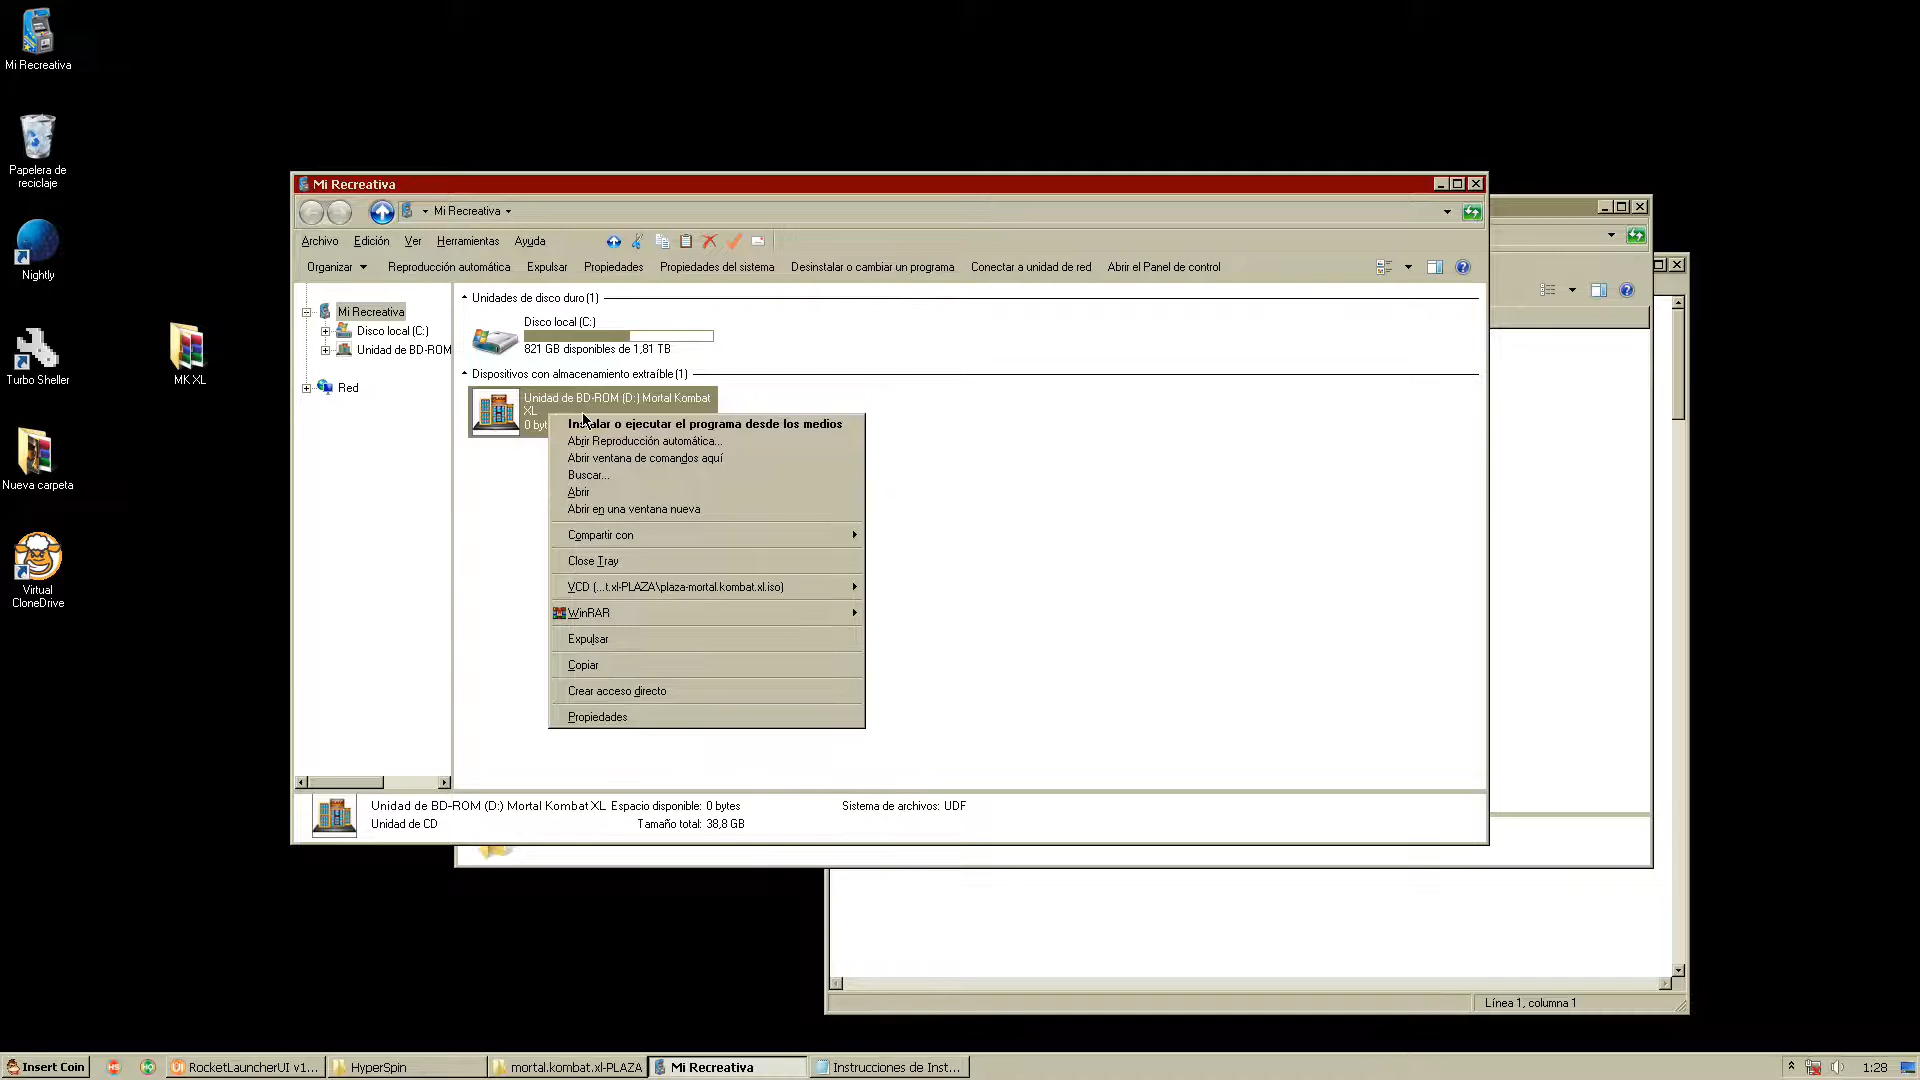 Mi Recreativa
Papelera de
reciclaje
Nightly
Turbo Sheller
MK XL
Nueva carpeta
Virtual
CloneDrive
Mi Recreativa
Mi Recreativa
Archivo Edición Ver Herramientas Ayuda
Organizar Reproducción automática Expulsar Propiedades Propiedades del sistema Desinstalar o cambiar un programa Conectar a unidad de red Abrir el Panel de control
Mi Recreativa
Disco local (C:)
Unidad de BD-ROM
Red
Unidades de disco duro (1)
Disco local (C:)
821 GB disponibles de 1,81 TB
Dispositivos con almacenamiento extraíble (1)
Unidad de BD-ROM (D:) Mortal Kombat
XL
0 byt
Instalar o ejecutar el programa desde los medios
Abrir Reproducción automática...
Abrir ventana de comandos aquí
Buscar...
Abrir
Abrir en una ventana nueva
Compartir con
Close Tray
VCD (...t.xl-PLAZA\plaza-mortal.kombat.xl.iso)
WinRAR
Expulsar
Copiar
Crear acceso directo
Propiedades
Unidad de BD-ROM (D:) Mortal Kombat XL Espacio disponible: 0 bytes Sistema de archivos: UDF
Unidad de CD Tamaño total: 38,8 GB
Línea 1, columna 1
Insert Coin
HS
HQ
RocketLauncherUI v1...
HyperSpin
mortal.kombat.xl-PLAZA
Mi Recreativa
Instrucciones de Inst...
1:28